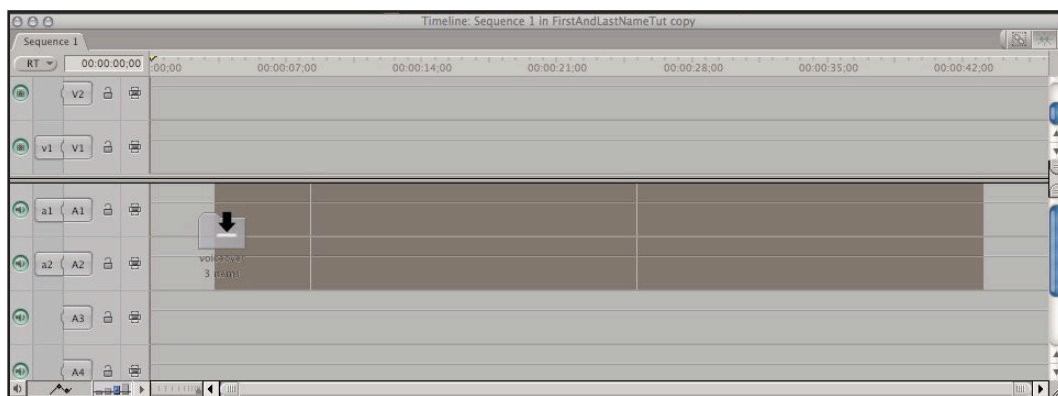 Timeline: Sequence 1 in FirstAndLastNameTut copy
Sequence 1
RT 00:00:00;00 :00;00 00:00:07;00 00:00:14;00 00:00:21;00 00:00:28;00 00:00:35;00 00:00:42;00
V2
v1 V1
a1 A1
a2 A2
3 items
A3
A4